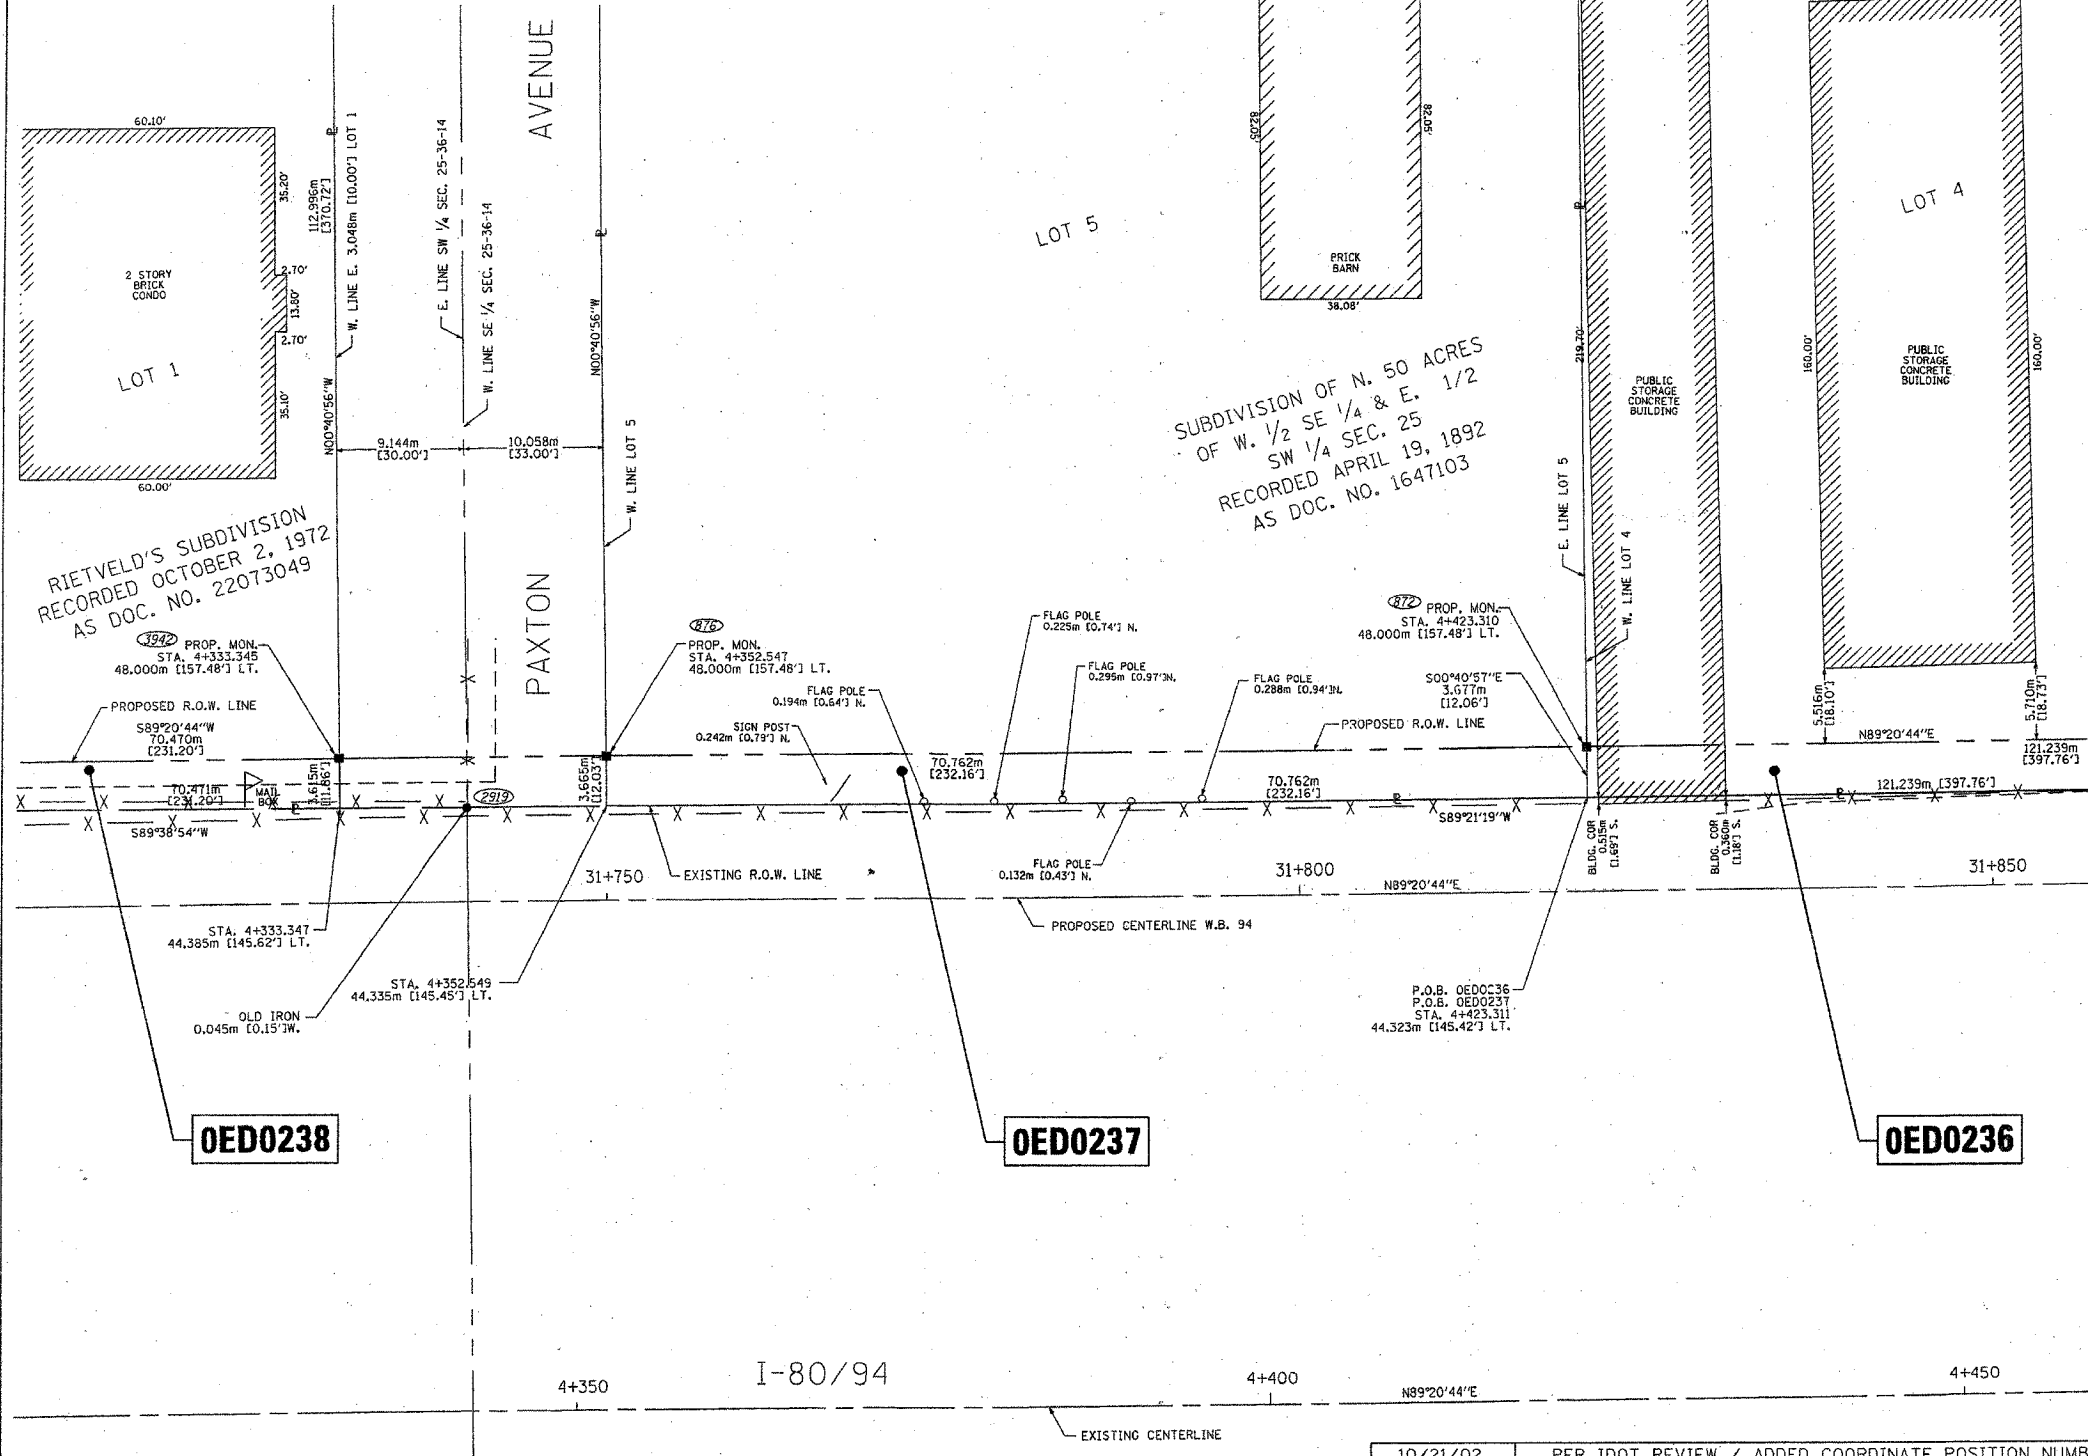 AVENUE
60.10'
35.20'
112.996m
[370.72']
W. LINE E. 3.048m [10.00'] LOT 1
E. LINE SW 1/4 SEC. 25-36-14
W. LINE SE 1/4 SEC. 25-36-14
2 STORY
BRICK
CONDO
2.70'
13.80'
2.70'
LOT 1
35.10'
60.00'
N00°40'56"W
N00°40'56"W
9.144m
[30.00']
10.058m
[33.00']
W. LINE LOT 5
LOT 5
82.05'
82.05'
PRICK
BARN
38.08'
219.70'
PUBLIC
STORAGE
CONCRETE
BUILDING
LOT 4
160.00'
PUBLIC
STORAGE
CONCRETE
BUILDING
160.00'
SUBDIVISION OF N. 50 ACRES
OF W. 1/2 SE 1/4 & E. 1/2
SW 1/4 SEC. 25
RECORDED APRIL 19, 1892
AS DOC. NO. 1647103
RIETVELD'S SUBDIVISION
RECORDED OCTOBER 2, 1972
AS DOC. NO. 22073049
E. LINE LOT 5
W. LINE LOT 4
PAXTON
3942 PROP. MON.
STA. 4+333.345
48.000m [157.48'] LT.
876
PROP. MON.
STA. 4+352.547
48.000m [157.48'] LT.
872 PROP. MON.
STA. 4+423.310
48.000m [157.48'] LT.
FLAG POLE
0.225m [0.74'] N.
FLAG POLE
0.295m [0.97']N.
FLAG POLE
0.288m [0.94']N.
FLAG POLE
0.194m [0.64'] N.
SIGN POST
0.242m [0.79'] N.
S00°40'57"E
3.677m
[12.06']
PROPOSED R.O.W. LINE
PROPOSED R.O.W. LINE
S89°20'44"W
70.470m
[231.20']
5.516m
[18.10']
5.710m
[18.73']
N89°20'44"E
121.239m
[397.76']
70.471m
[231.20']
MAIL
BOX
3.615m
[11.86']
2919
3.665m
[12.03']
70.762m
[232.16']
70.762m
[232.16']
121.239m [397.76']
S89°38'54"W
S89°21'19"W
BLDG. COR
0.515m
[1.69'] S.
BLDG. COR
0.360m
[1.18'] S.
FLAG POLE
0.132m [0.43'] N.
31+750
EXISTING R.O.W. LINE
31+800
N89°20'44"E
31+850
PROPOSED CENTERLINE W.B. 94
STA. 4+333.347
44.385m [145.62'] LT.
STA. 4+352.549
44.335m [145.45'] LT.
OLD IRON
0.045m [0.15']W.
P.O.B. 0ED0236
P.O.B. 0ED0237
STA. 4+423.311
44.323m [145.42'] LT.
0ED0238
0ED0237
0ED0236
I-80/94
4+350
4+400
N89°20'44"E
4+450
EXISTING CENTERLINE
10/21/02
PER IDOT REVIEW / ADDED COORDINATE POSITION NUMB